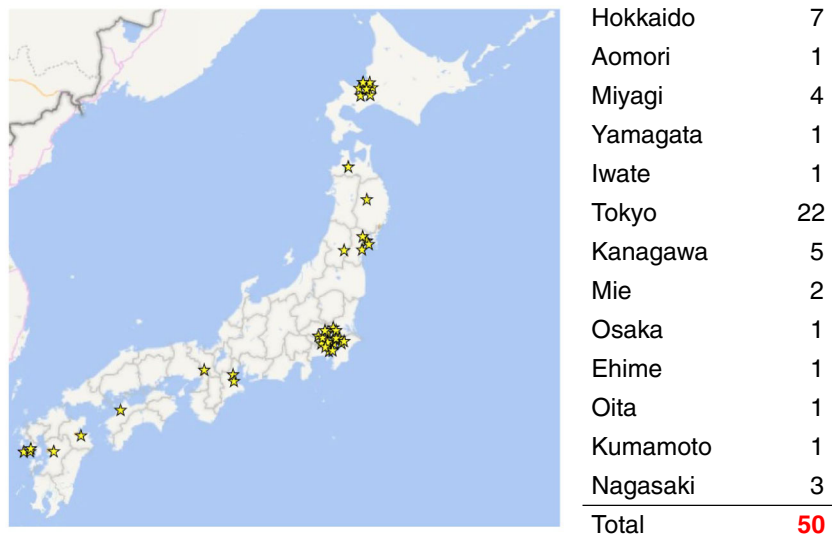 Hokkaido 7
Aomori 1
Miyagi 4
Yamagata 1
Iwate 1
Tokyo 22
Kanagawa 5
Mie 2
Osaka 1
Ehime 1
Oita 1
Kumamoto 1
Nagasaki 3
Total 50